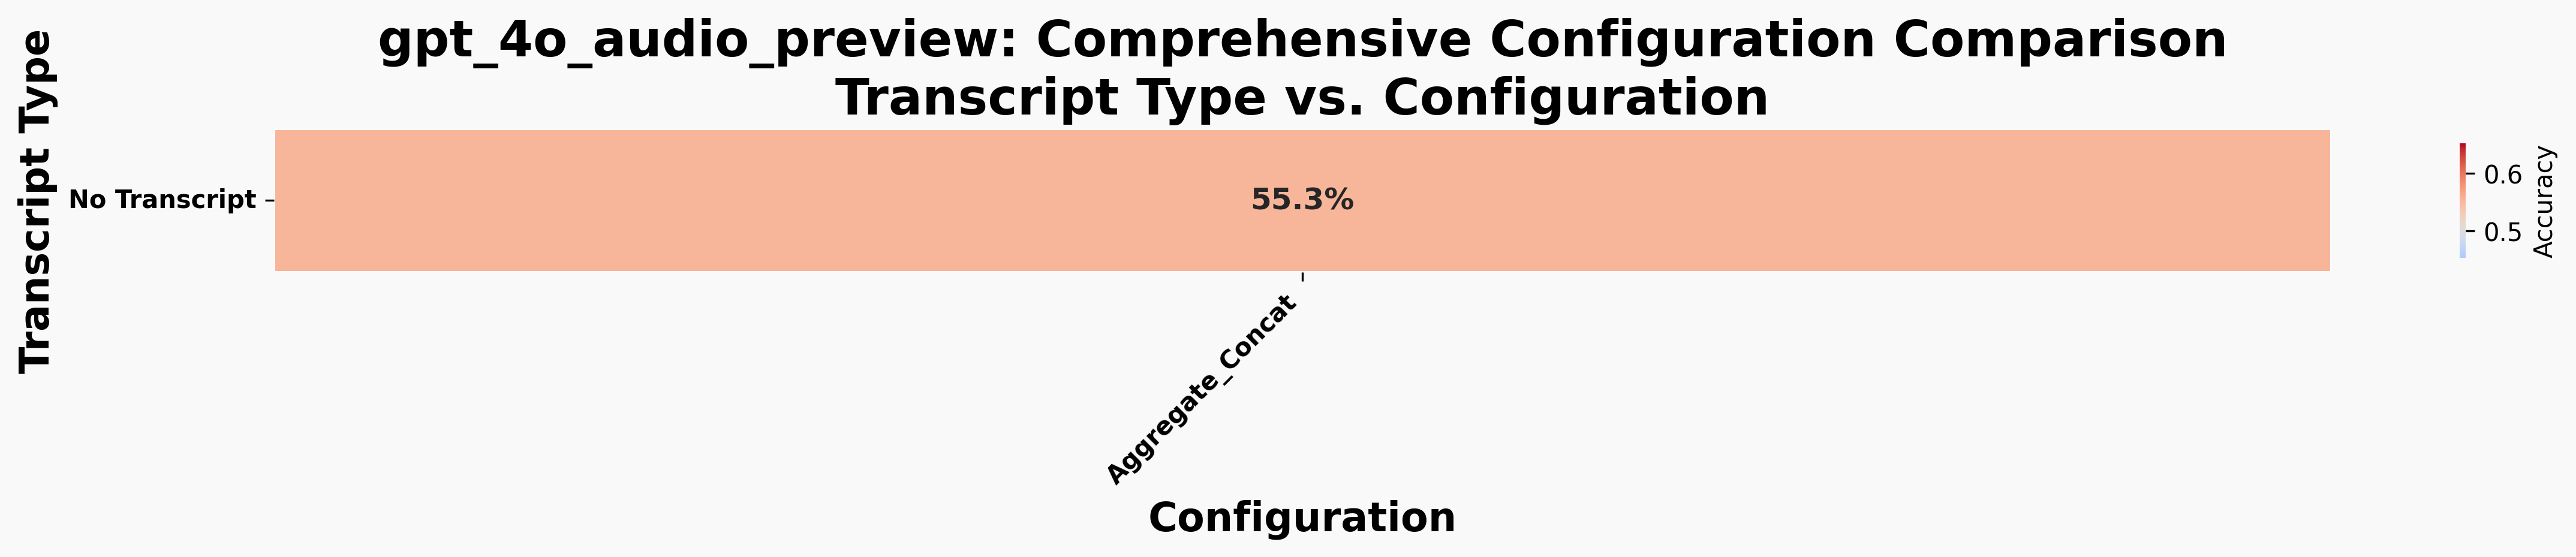 gpt_4o_audio_preview: Comprehensive Configuration Comparison
Transcript Type vs. Configuration
Transcript Type
No Transcript
55.3%
0.6
0.5
Accuracy
Aggregate_Concat
Configuration